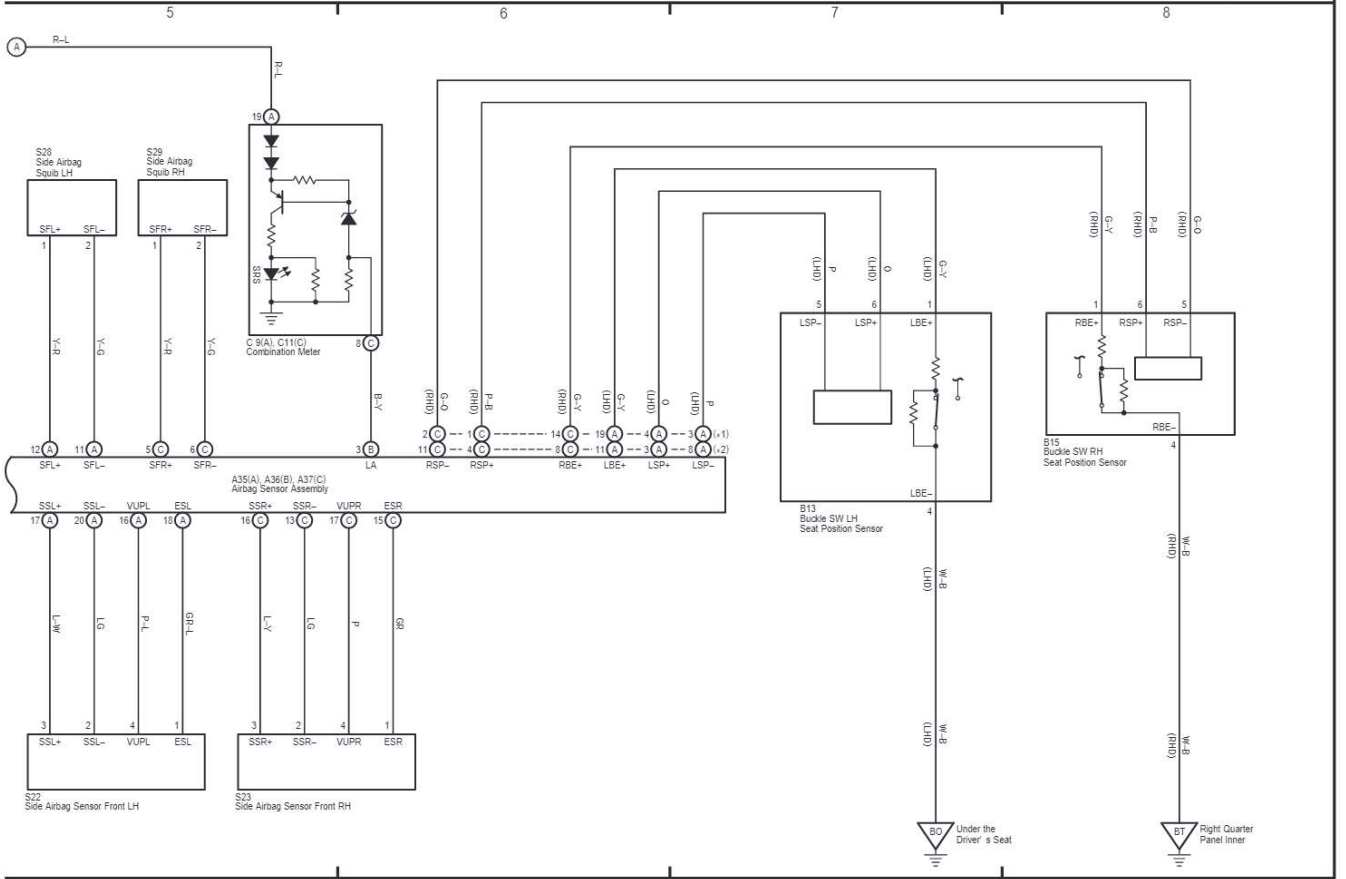 5 6 7 8
A R–L
R–L
19 A
S28
Side Airbag
Squib LH
S29
Side Airbag
Squib RH
SFL+ SFL– SFR+ SFR–
1 2 1 2
SRS
C 9(A), C11(C)
Combination Meter
8 C
Y–R Y–G Y–R Y–G B–Y
(RHD) G–O (RHD) P–B (RHD) G–Y (LHD) G–Y (LHD) O (LHD) P
(LHD) P (LHD) O (LHD) G–Y
(RHD) G–Y (RHD) P–B (RHD) G–O
5 6 1
LSP– LSP+ LBE+
1 6 5
RBE+ RSP+ RSP–
RBE–
4
B15
Buckle SW RH
Seat Position Sensor
LBE–
4
B13
Buckle SW LH
Seat Position Sensor
2 C 1 C 14 C 19 A 4 A 3 A (*1)
12 A 11 A 5 C 6 C 3 B 11 C 4 C 8 C 11 A 3 A 8 A (*2)
SFL+ SFL– SFR+ SFR– LA RSP– RSP+ RBE+ LBE+ LSP+ LSP–
A35(A), A36(B), A37(C)
Airbag Sensor Assembly
SSL+ SSL– VUPL ESL SSR+ SSR– VUPR ESR
17 A 20 A 16 A 18 A 16 C 13 C 17 C 15 C
L–W LG P–L GR–L L–Y LG P GR
(LHD) W–B (RHD) W–B
(LHD) W–B (RHD) W–B
3 2 4 1 3 2 4 1
SSL+ SSL– VUPL ESL SSR+ SSR– VUPR ESR
S22
Side Airbag Sensor Front LH
S23
Side Airbag Sensor Front RH
BO Under the
Driver' s Seat
BT Right Quarter
Panel Inner